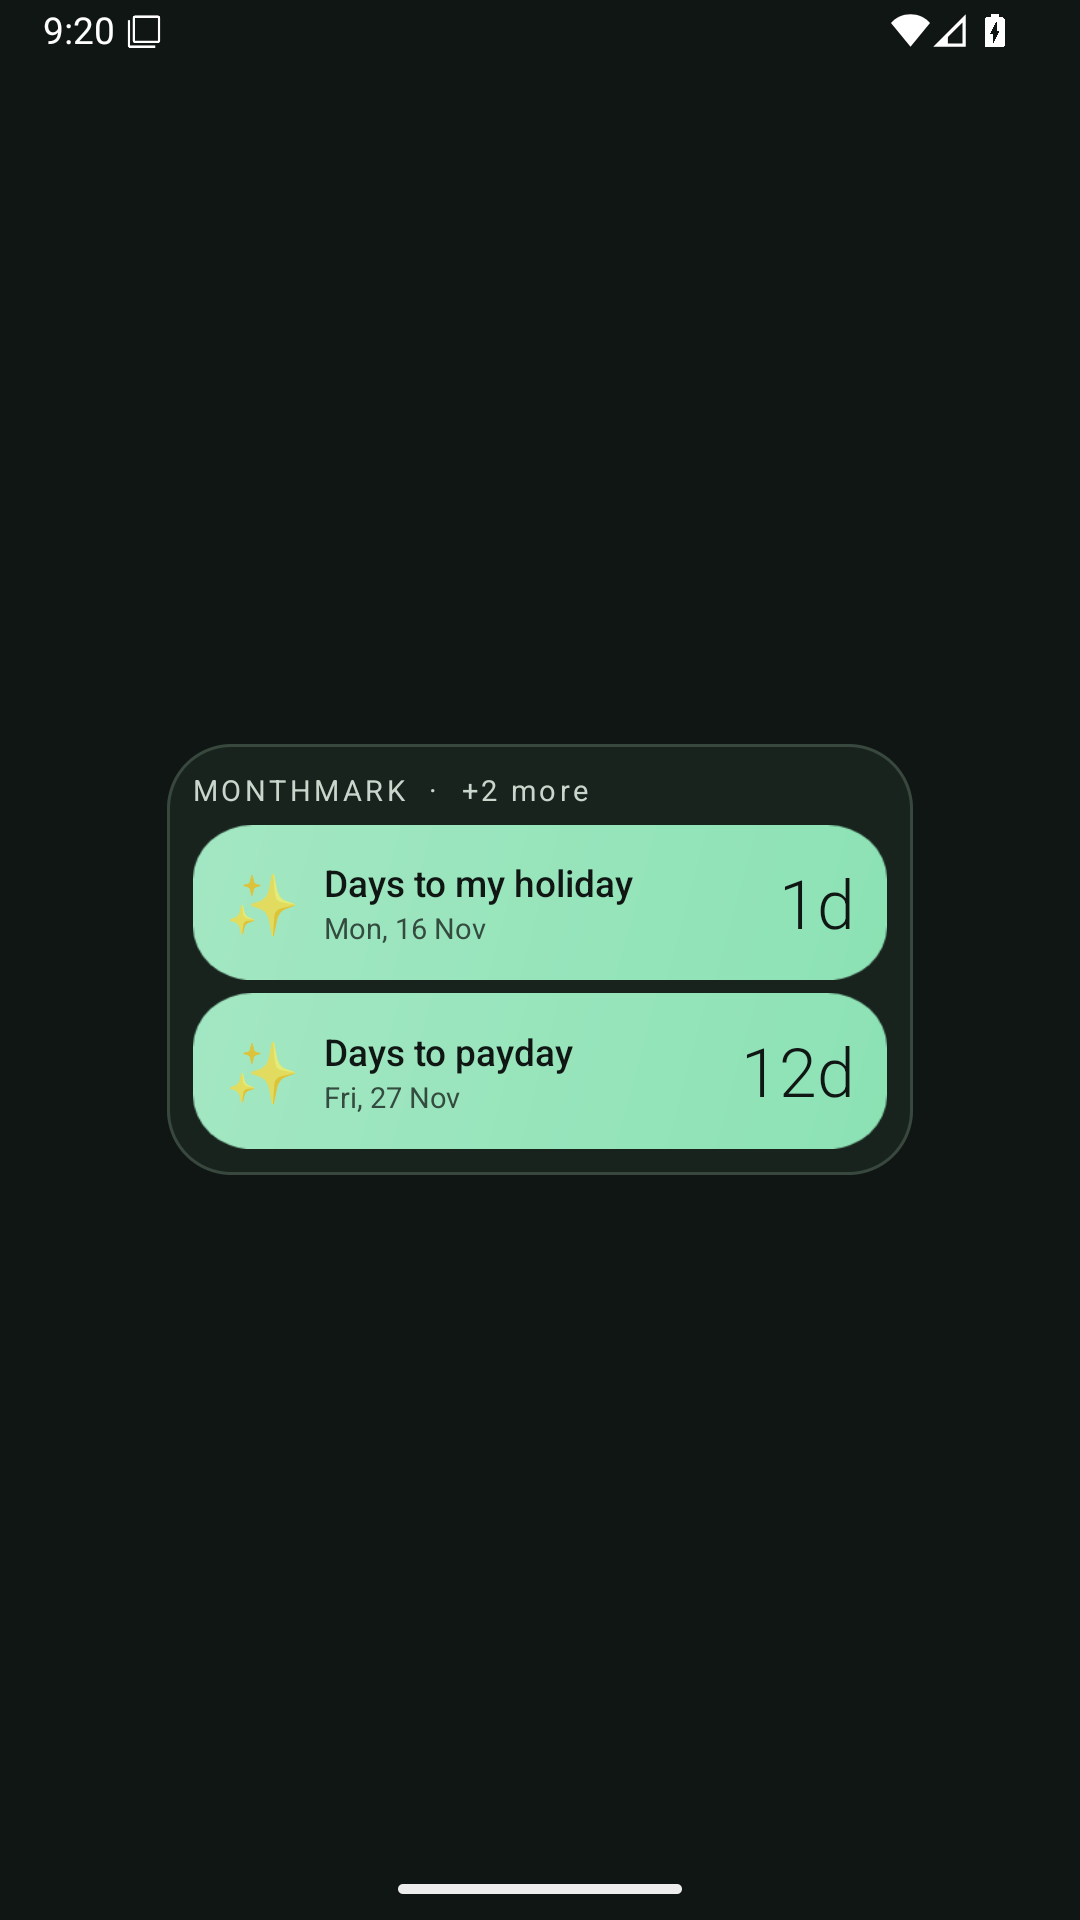 9:20
MONTHMARK · +2 more
Days to my holiday
Mon, 16 Nov
1d
Days to payday
Fri, 27 Nov
12d